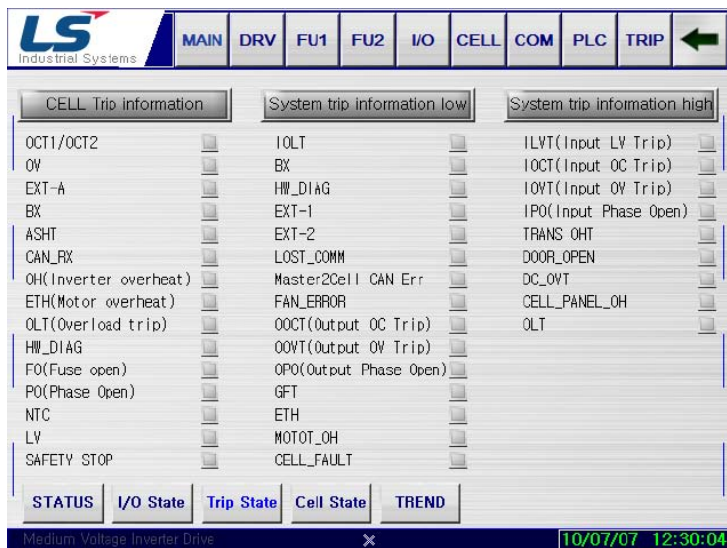 LS
Industrial Systems
MAIN DRV FU1 FU2 I/O CELL COM PLC TRIP
CELL Trip information
OCT1/OCT2
OV
EXT-A
BX
ASHT
CAN_RX
OH(Inverter overheat)
ETH(Motor overheat)
OLT(Overload trip)
HW_DIAG
FO(Fuse open)
PO(Phase Open)
NTC
LV
SAFETY STOP
System trip information low
IOLT
BX
HW_DIAG
EXT-1
EXT-2
LOST_COMM
Master2Cell CAN Err
FAN_ERROR
OOCT(Output OC Trip)
OOVT(Output OV Trip)
OPO(Output Phase Open)
GFT
ETH
MOTOT_OH
CELL_FAULT
System trip information high
ILVT(Input LV Trip)
IOCT(Input OC Trip)
IOVT(Input OV Trip)
IPO(Input Phase Open)
TRANS OHT
DOOR_OPEN
DC_OVT
CELL_PANEL_OH
OLT
STATUS I/O State Trip State Cell State TREND
Medium Voltage Inverter Drive 10/07/07 12:30:04